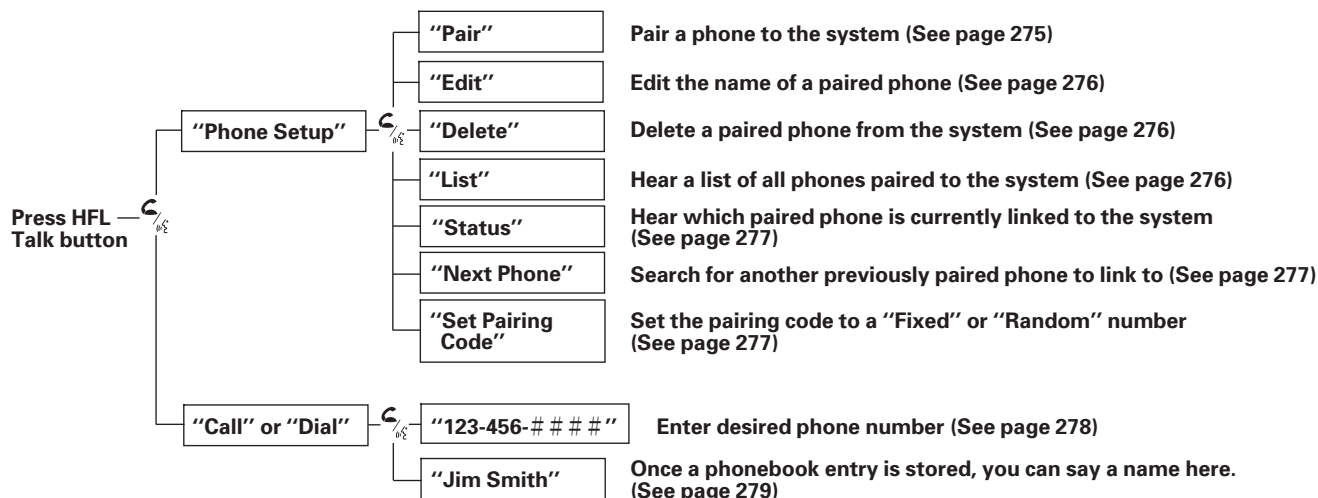 "Pair"
Pair a phone to the system (See page 275)
"Edit"
Edit the name of a paired phone (See page 276)
"Phone Setup"
"Delete"
Delete a paired phone from the system (See page 276)
"List"
Hear a list of all phones paired to the system (See page 276)
Press HFL
Talk button
"Status"
Hear which paired phone is currently linked to the system
(See page 277)
"Next Phone"
Search for another previously paired phone to link to (See page 277)
"Set Pairing
Code"
Set the pairing code to a "Fixed" or "Random" number
(See page 277)
"Call" or "Dial"
"123-456-####"
Enter desired phone number (See page 278)
"Jim Smith"
Once a phonebook entry is stored, you can say a name here.
(See page 279)